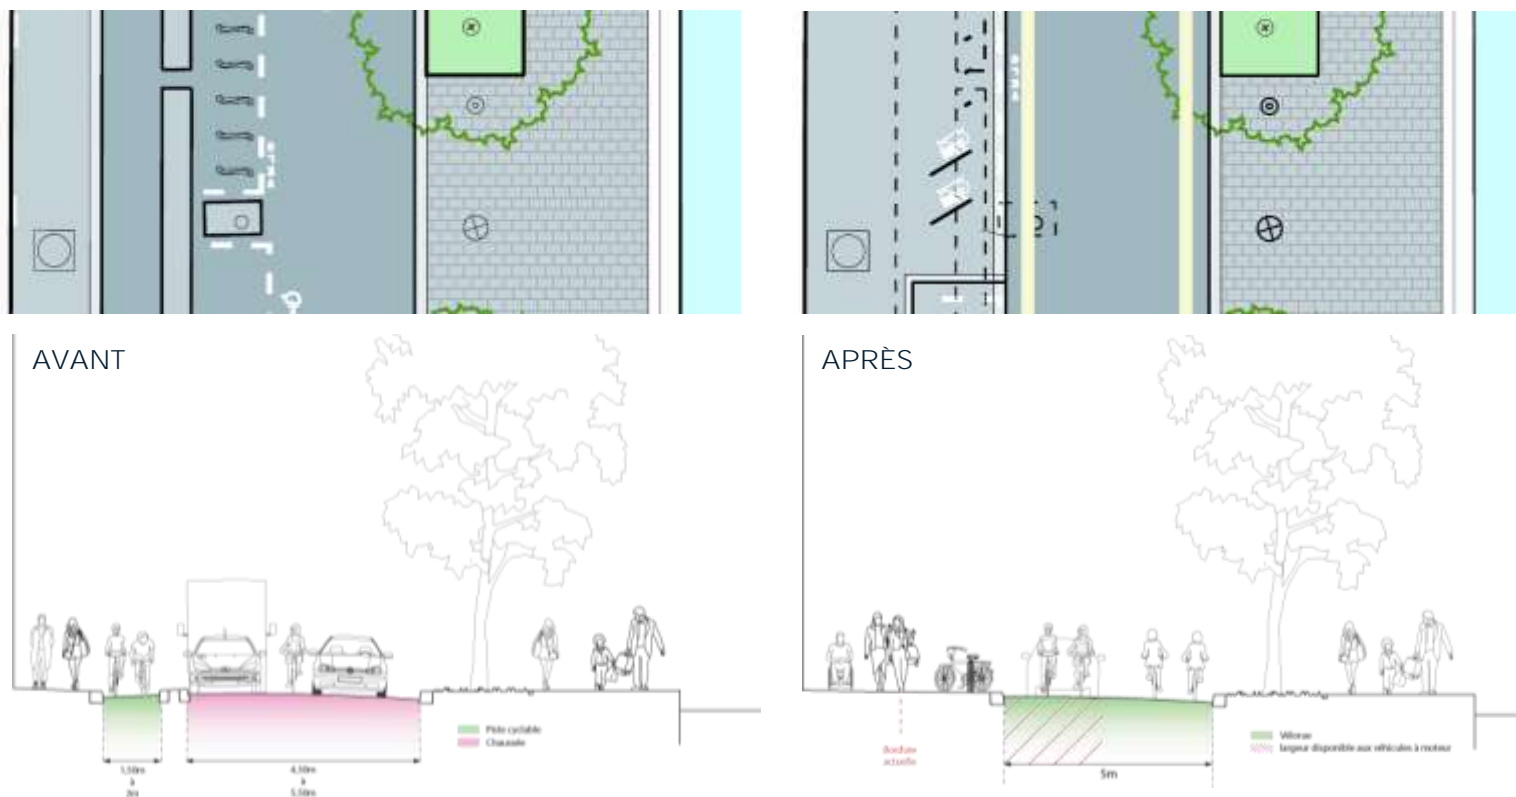 AVANT
APRÈS
Piste cyclable
Chaussée
1,50m
à
2m
4,50m
à
5,50m
Bordure
actuelle
5m
Vélorue
largeur disponible aux véhicules à moteur